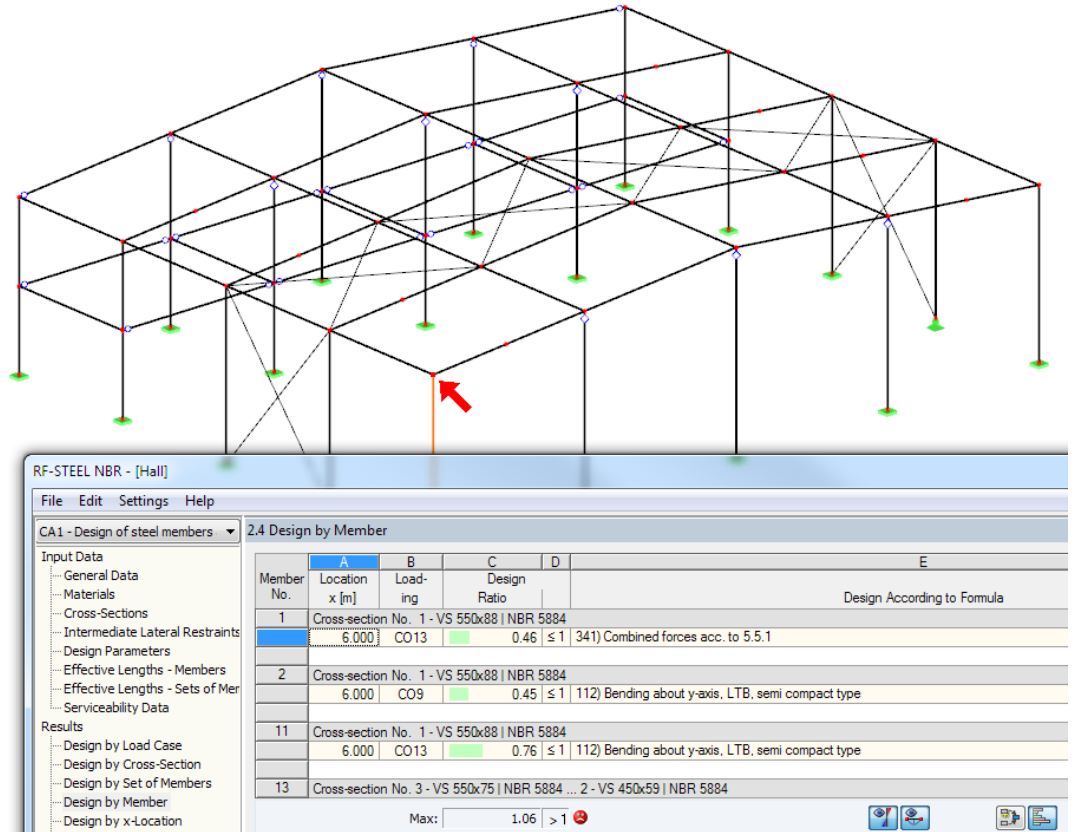 RF-STEEL NBR - [Hall]
File Edit Settings Help
CA1 - Design of steel members
2.4 Design by Member
Input Data
General Data
Materials
Cross-Sections
Intermediate Lateral Restraints
Design Parameters
Effective Lengths - Members
Effective Lengths - Sets of Mer
Serviceability Data
Results
Design by Load Case
Design by Cross-Section
Design by Set of Members
Design by Member
Design by x-Location
A B C D E
Member Location Load- Design
No. x [m] ing Ratio Design According to Formula
1 Cross-section No. 1 - VS 550x88 | NBR 5884
6.000 CO13 0.46 ≤ 1 341) Combined forces acc. to 5.5.1
2 Cross-section No. 1 - VS 550x88 | NBR 5884
6.000 CO9 0.45 ≤ 1 112) Bending about y-axis, LTB, semi compact type
11 Cross-section No. 1 - VS 550x88 | NBR 5884
6.000 CO13 0.76 ≤ 1 112) Bending about y-axis, LTB, semi compact type
13 Cross-section No. 3 - VS 550x75 | NBR 5884 ... 2 - VS 450x59 | NBR 5884
Max: 1.06 > 1